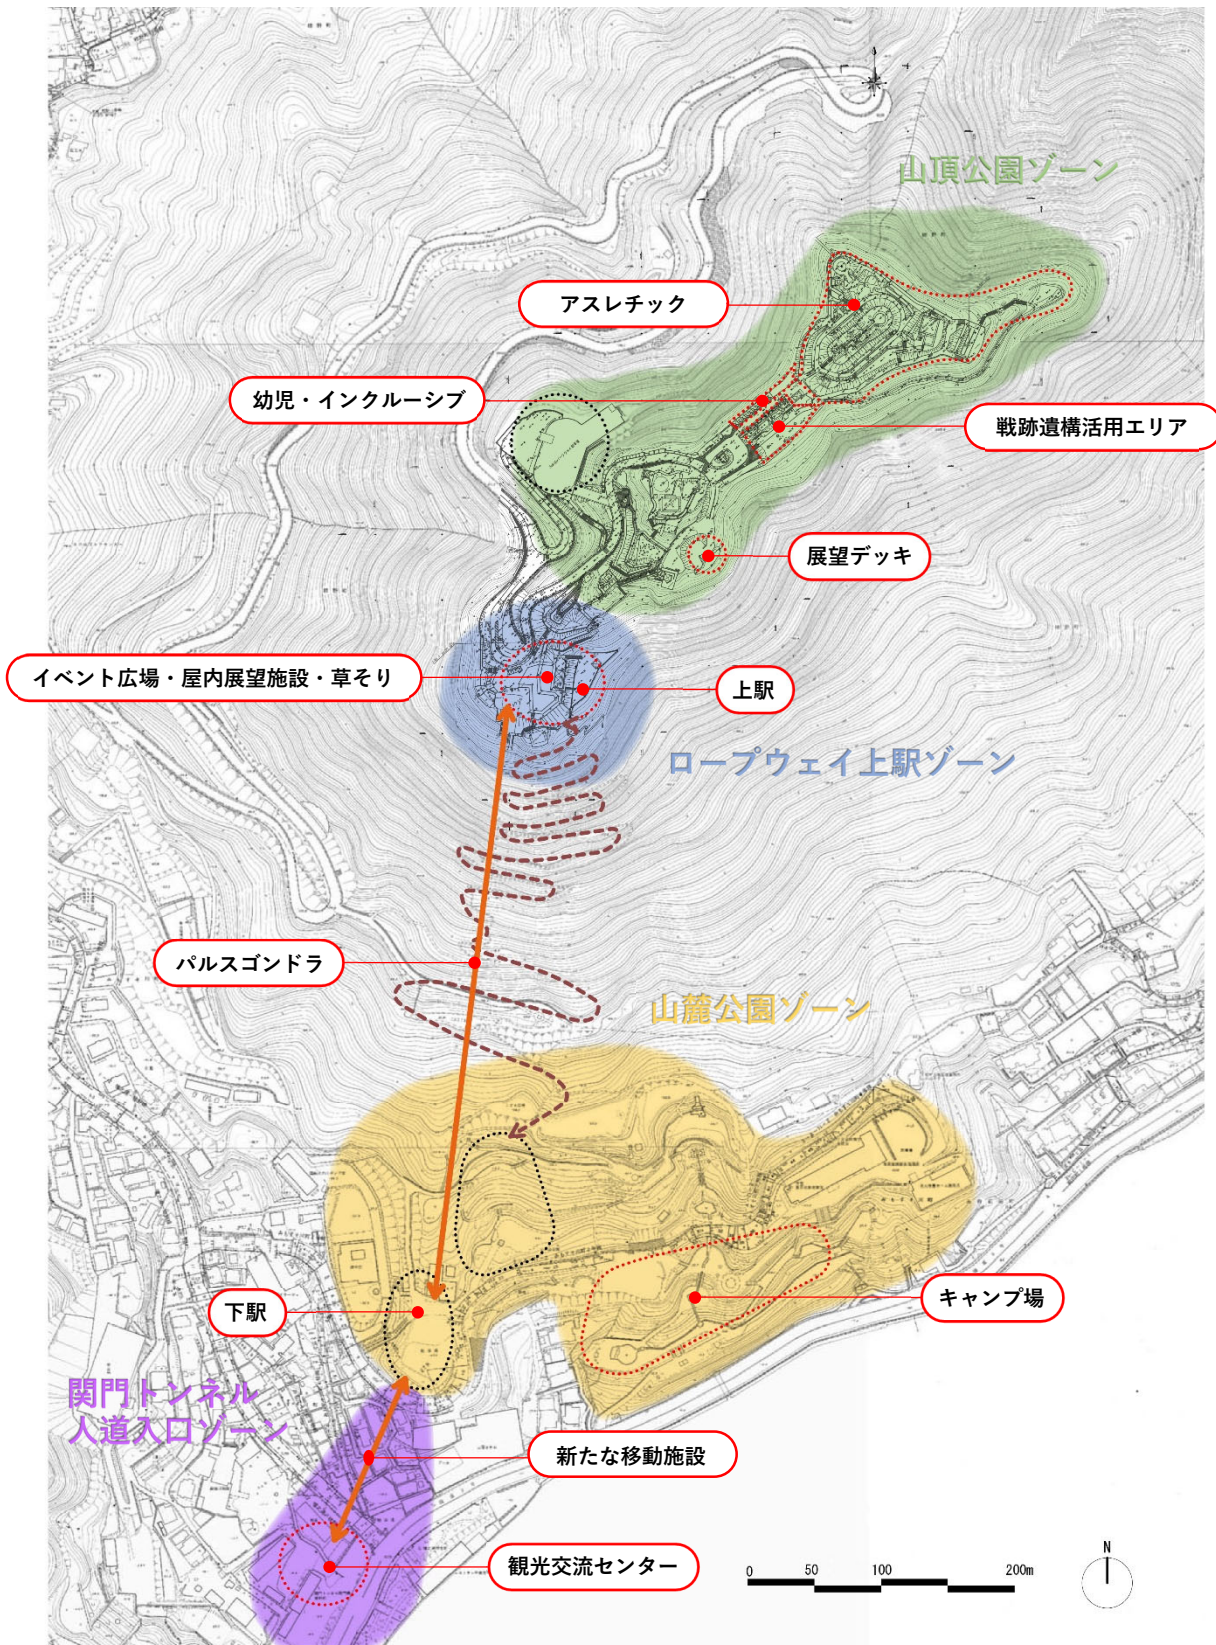 山頂公園ゾーン
アスレチック
幼児・インクルーシブ
戦跡遺構活用エリア
展望デッキ
イベント広場・屋内展望施設・草そり
上駅
ロープウェイ上駅ゾーン
パルスゴンドラ
山麓公園ゾーン
キャンプ場
下駅
関門トンネル
人道入口ゾーン
新たな移動施設
観光交流センター
0 50 100 200m
N